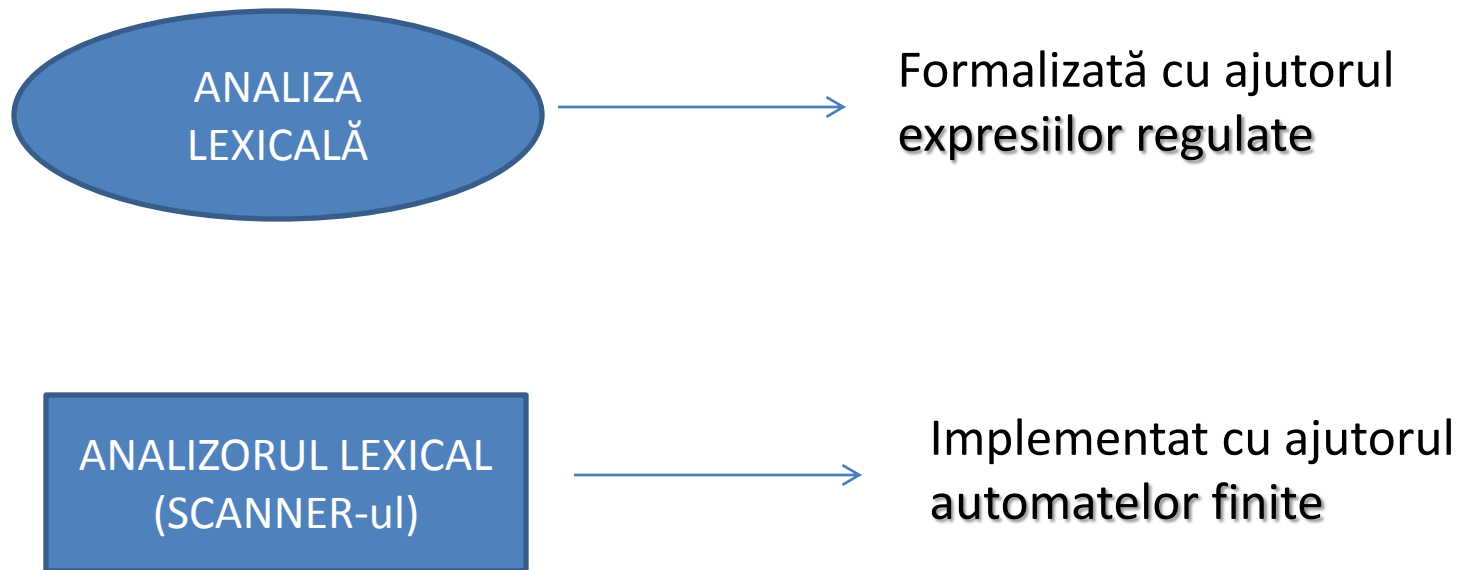 ANALIZA
LEXICALĂ
Formalizată cu ajutorul
expresiilor regulate
ANALIZORUL LEXICAL
(SCANNER-ul)
Implementat cu ajutorul
automatelor finite